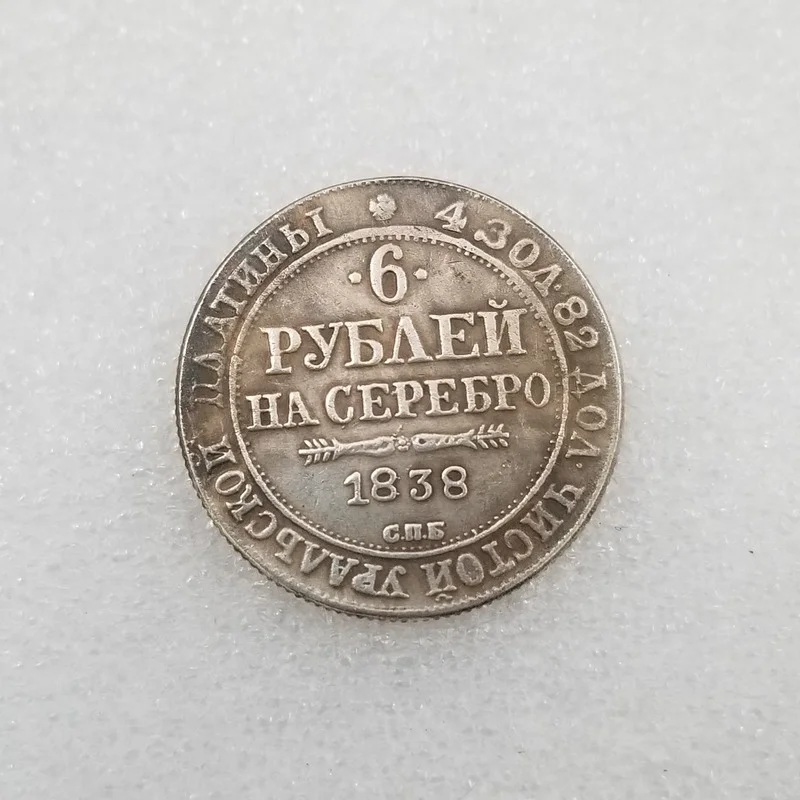 4 ЗОЛ· 82 ДОЛ· ЧИСТОЙ УРАЛЬСКОЙ ПЛАТИНЫ
·6·
РУБЛЕЙ
НА СЕРЕБРО
1838
С.П.Б